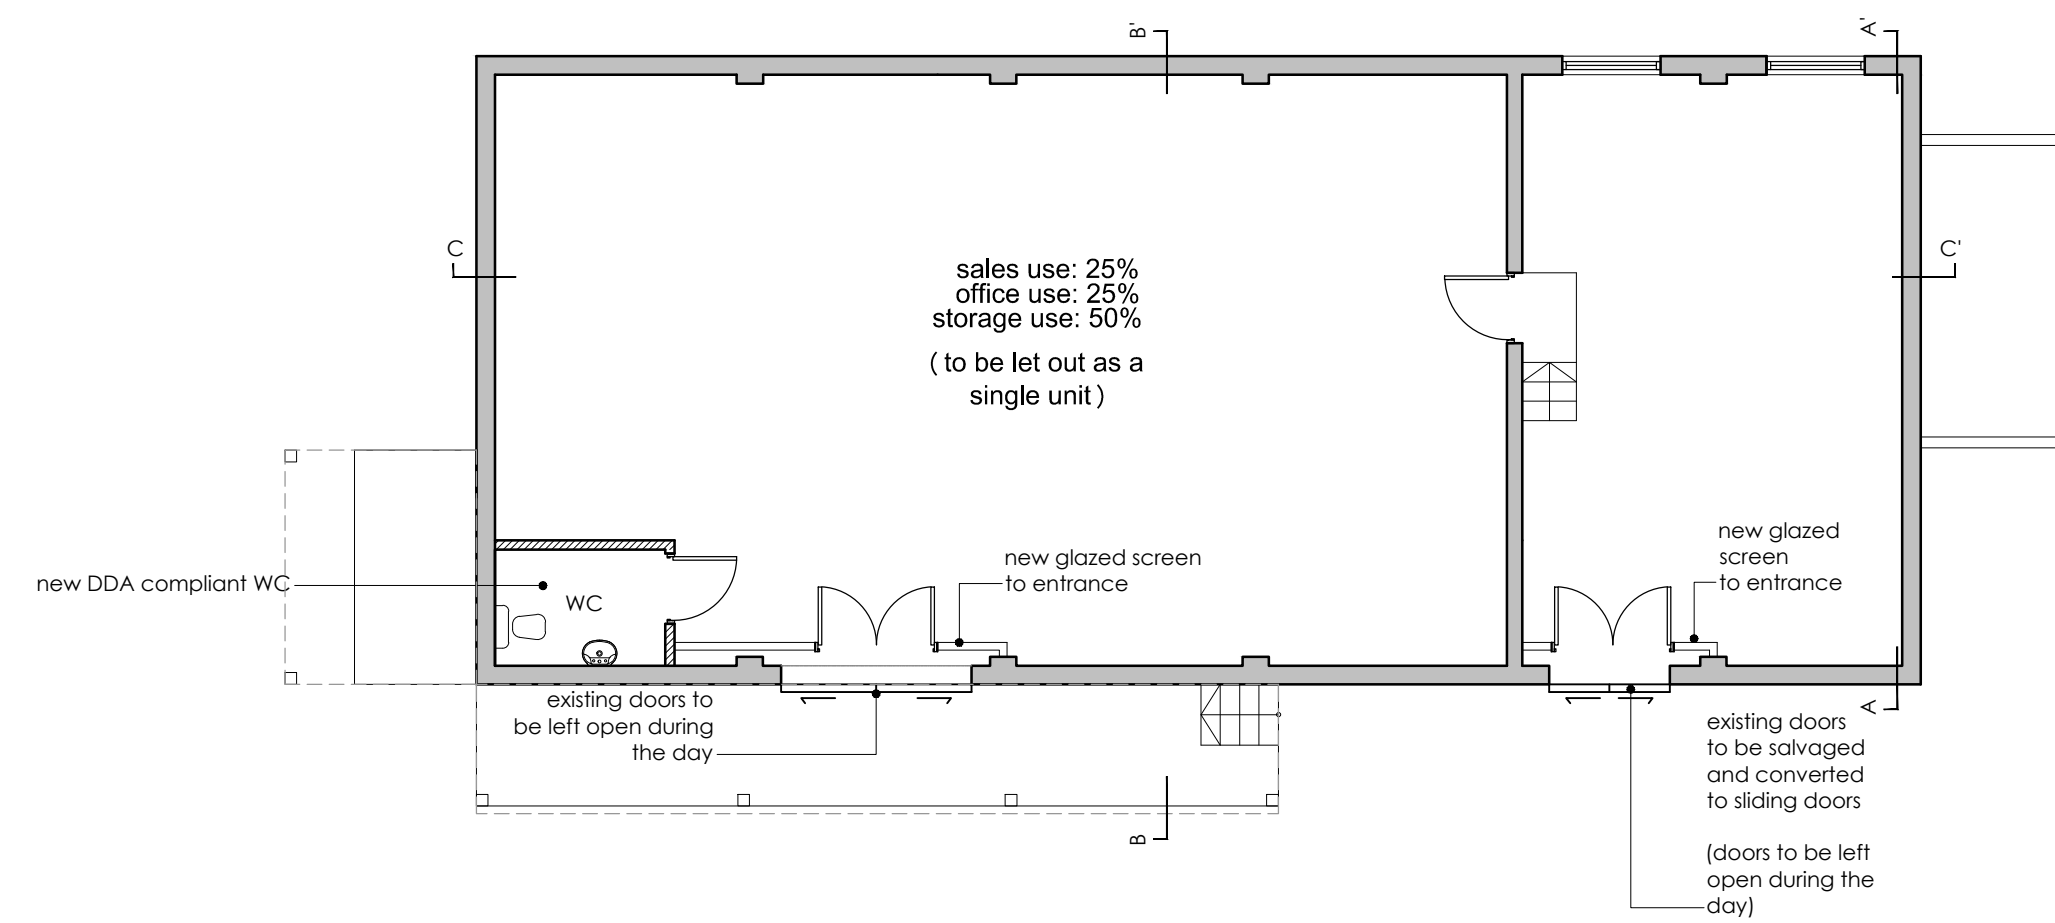 B'
A'
C
C'
sales use: 25%
office use: 25%
storage use: 50%
(to be let out as a
single unit)
new glazed
screen
to entrance
new glazed screen
to entrance
new DDA compliant WC
WC
existing doors to
be left open during
the day
A
existing doors
to be salvaged
and converted
to sliding doors
B
(doors to be left
open during the
day)